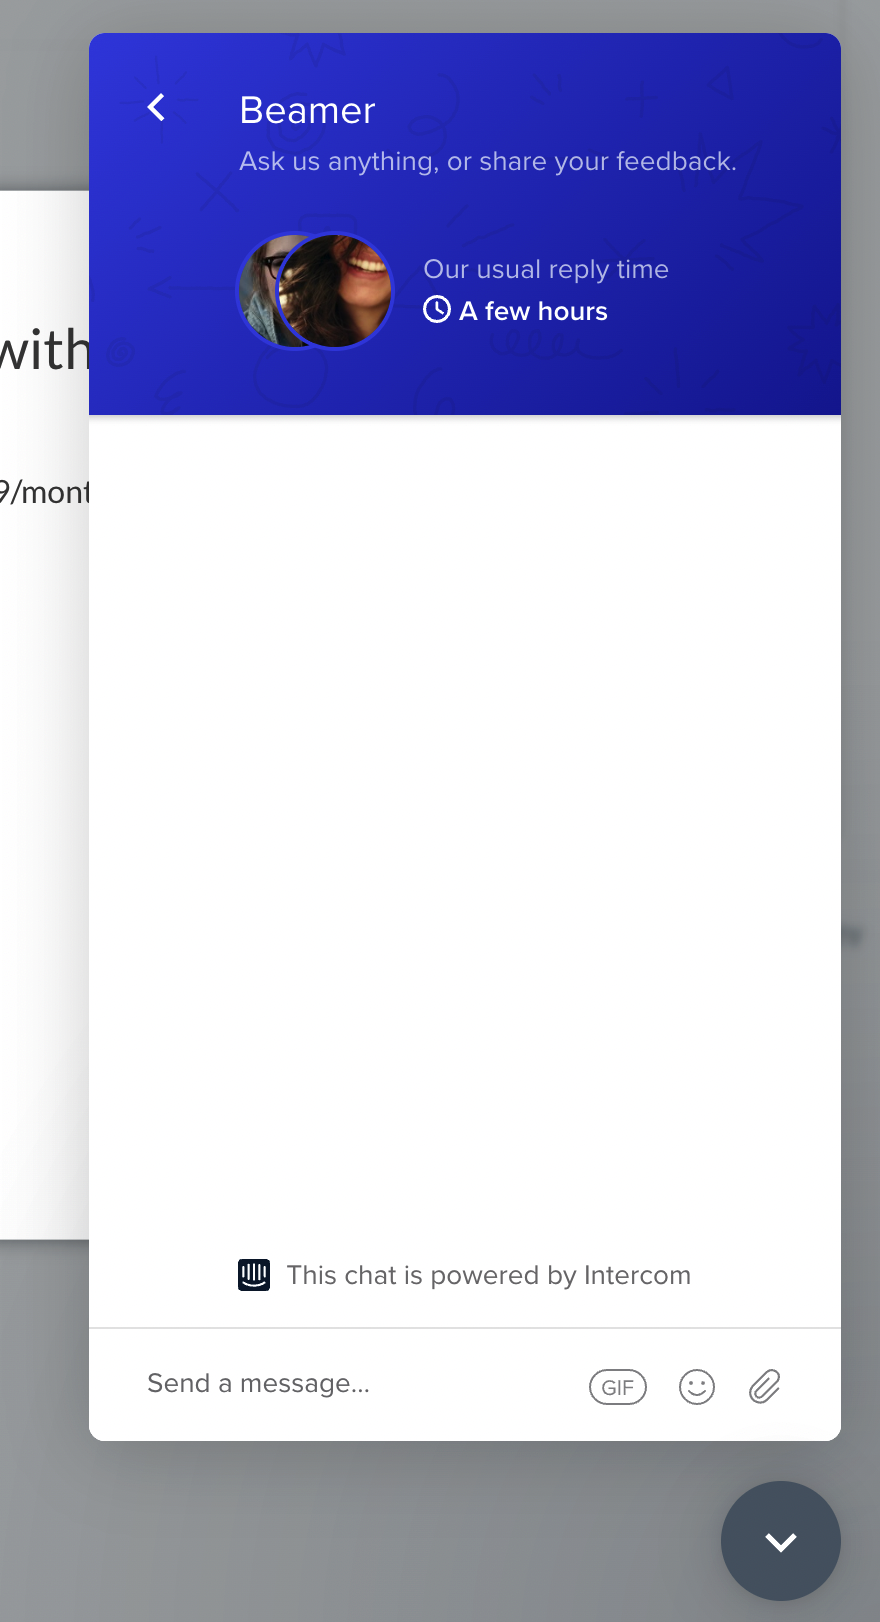 Beamer
Ask us anything, or share your feedback.
Our usual reply time
A few hours
with
9/mont
This chat is powered by Intercom
Send a message...
GIF